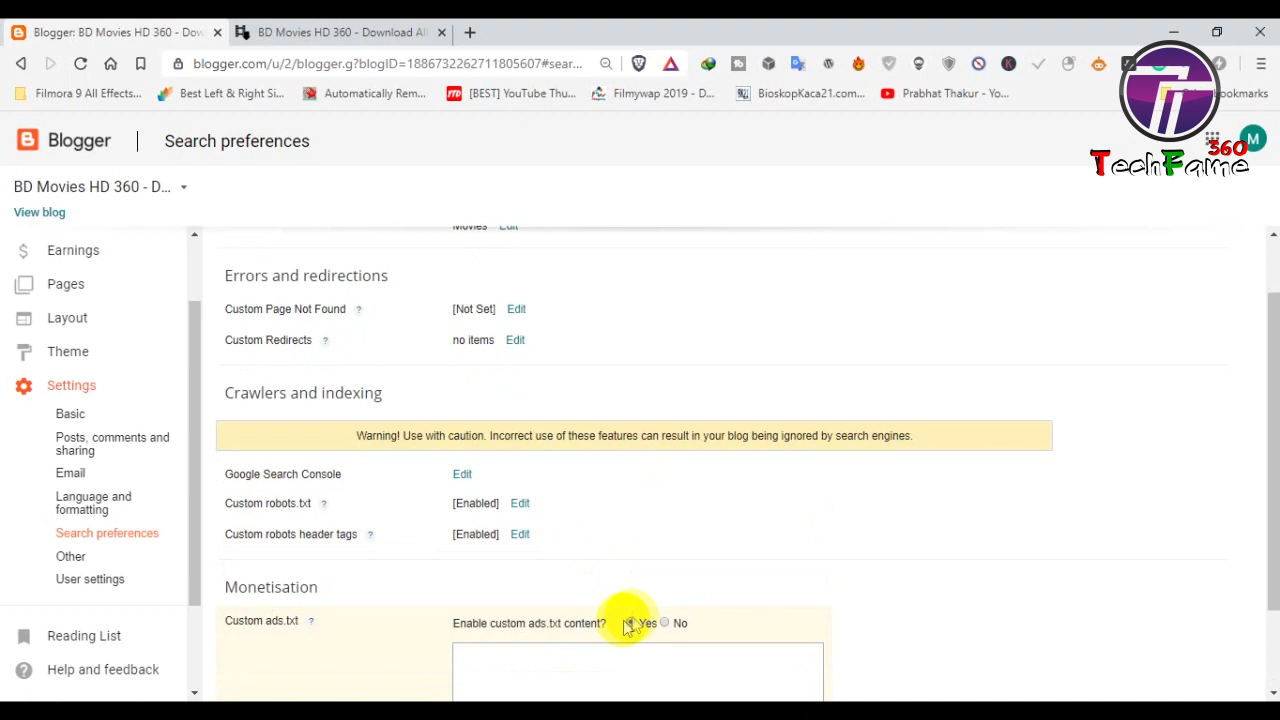 Blogger: BD Movies HD 360 - Dow
BD Movies HD 360 - Download All
blogger.com/u/2/blogger.g?blogID=1886732262711805607#sear...
Filmora 9 All Effects...
Best Left & Right Si...
Automatically Rem...
[BEST] YouTube Thu...
Filmywap 2019 - D...
BioskopKaca21.com...
Prabhat Thakur - Yo...
bookmarks
Blogger
Search preferences
M
TechFame
360
BD Movies HD 360 - D...
View blog
Earnings
Pages
Layout
Theme
Settings
Basic
Posts, comments and
sharing
Email
Language and
formatting
Search preferences
Other
User settings
Reading List
Help and feedback
Movies Edit
Errors and redirections
Custom Page Not Found ? [Not Set] Edit
Custom Redirects ? no items Edit
Crawlers and indexing
Warning! Use with caution. Incorrect use of these features can result in your blog being ignored by search engines.
Google Search Console Edit
Custom robots.txt ? [Enabled] Edit
Custom robots header tags ? [Enabled] Edit
Monetisation
Custom ads.txt ? Enable custom ads.txt content? Yes No